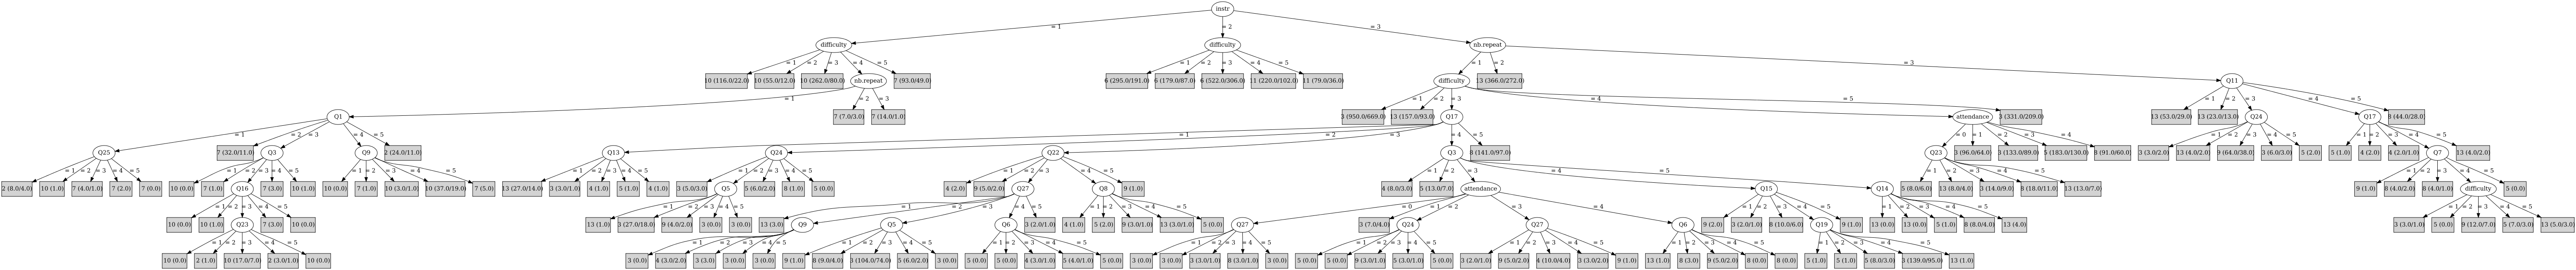 instr
= 1 = 2 = 3
difficulty difficulty nb.repeat
= 1 = 2 = 3 = 4 = 5 = 1 = 2 = 3 = 4 = 5 = 1 = 2 = 3
10 (116.0/22.0) 10 (55.0/12.0) 10 (262.0/80.0) nb.repeat 7 (93.0/49.0) 6 (295.0/191.0) 6 (179.0/87.0) 6 (522.0/306.0) 11 (220.0/102.0) 11 (79.0/36.0) difficulty 13 (366.0/272.0) Q11
= 1 = 2 = 3 = 1 = 2 = 3 = 4 = 5 = 1 = 2 = 3 = 4 = 5
Q1 7 (7.0/3.0) 7 (14.0/1.0) 3 (950.0/669.0) 13 (157.0/93.0) Q17 attendance 3 (331.0/209.0) 13 (53.0/29.0) 13 (23.0/13.0) Q24 Q17 8 (44.0/28.0)
= 1 = 2 = 3 = 4 = 5 = 1 = 2 = 3 = 4 = 5 = 0 = 1 = 2 = 3 = 4 = 1 = 2 = 3 = 4 = 5 = 1 = 2 = 3 = 4 = 5
Q25 7 (32.0/11.0) Q3 Q9 2 (24.0/11.0) Q13 Q24 Q22 Q3 8 (141.0/97.0) Q23 3 (96.0/64.0) 3 (133.0/89.0) 5 (183.0/130.0) 8 (91.0/60.0) 3 (3.0/2.0) 13 (4.0/2.0) 9 (64.0/38.0) 3 (6.0/3.0) 5 (2.0) 5 (1.0) 4 (2.0) 4 (2.0/1.0) Q7 13 (4.0/2.0)
= 1 = 2 = 3 = 4 = 5 = 1 = 2 = 3 = 4 = 5 = 1 = 2 = 3 = 4 = 5 = 1 = 2 = 3 = 4 = 5 = 1 = 2 = 3 = 4 = 5 = 1 = 2 = 3 = 4 = 5 = 1 = 2 = 3 = 4 = 5 = 1 = 2 = 3 = 4 = 5 = 1 = 2 = 3 = 4 = 5
2 (8.0/4.0) 10 (1.0) 7 (4.0/1.0) 7 (2.0) 7 (0.0) 10 (0.0) 7 (1.0) Q16 7 (3.0) 10 (1.0) 10 (0.0) 7 (1.0) 10 (3.0/1.0) 10 (37.0/19.0) 7 (5.0) 13 (27.0/14.0) 3 (3.0/1.0) 4 (1.0) 5 (1.0) 4 (1.0) 3 (5.0/3.0) Q5 5 (6.0/2.0) 8 (1.0) 5 (0.0) 4 (2.0) 9 (5.0/2.0) Q27 Q8 9 (1.0) 4 (8.0/3.0) 5 (13.0/7.0) attendance Q15 Q14 5 (8.0/6.0) 13 (8.0/4.0) 3 (14.0/9.0) 8 (18.0/11.0) 13 (13.0/7.0) 9 (1.0) 8 (4.0/2.0) 8 (4.0/1.0) difficulty 5 (0.0)
= 1 = 2 = 3 = 4 = 5 = 1 = 2 = 3 = 4 = 5 = 1 = 2 = 3 = 4 = 5 = 1 = 2 = 3 = 4 = 5 = 0 = 1 = 2 = 3 = 4 = 1 = 2 = 3 = 4 = 5 = 1 = 2 = 3 = 4 = 5 = 1 = 2 = 3 = 4 = 5
10 (0.0) 10 (1.0) Q23 7 (3.0) 10 (0.0) 13 (1.0) 3 (27.0/18.0) 9 (4.0/2.0) 3 (0.0) 3 (0.0) 13 (3.0) Q9 Q5 Q6 3 (2.0/1.0) 4 (1.0) 5 (2.0) 9 (3.0/1.0) 13 (3.0/1.0) 5 (0.0) Q27 3 (7.0/4.0) Q24 Q27 Q6 9 (2.0) 3 (2.0/1.0) 8 (10.0/6.0) Q19 9 (1.0) 13 (0.0) 13 (0.0) 5 (1.0) 8 (8.0/4.0) 13 (4.0) 3 (3.0/1.0) 5 (0.0) 9 (12.0/7.0) 5 (7.0/3.0) 13 (5.0/3.0)
= 1 = 2 = 3 = 4 = 5 = 1 = 2 = 3 = 4 = 5 = 1 = 2 = 3 = 4 = 5 = 1 = 2 = 3 = 4 = 5 = 1 = 2 = 3 = 4 = 5 = 1 = 2 = 3 = 4 = 5 = 1 = 2 = 3 = 4 = 5 = 1 = 2 = 3 = 4 = 5 = 1 = 2 = 3 = 4 = 5
10 (0.0) 2 (1.0) 10 (17.0/7.0) 2 (3.0/1.0) 10 (0.0) 3 (0.0) 4 (3.0/2.0) 3 (3.0) 3 (0.0) 3 (0.0) 9 (1.0) 8 (9.0/4.0) 3 (104.0/74.0) 5 (6.0/2.0) 3 (0.0) 5 (0.0) 5 (0.0) 4 (3.0/1.0) 5 (4.0/1.0) 5 (0.0) 3 (0.0) 3 (0.0) 3 (3.0/1.0) 8 (3.0/1.0) 3 (0.0) 5 (0.0) 5 (0.0) 9 (3.0/1.0) 5 (3.0/1.0) 5 (0.0) 3 (2.0/1.0) 9 (5.0/2.0) 4 (10.0/4.0) 3 (3.0/2.0) 9 (1.0) 13 (1.0) 8 (3.0) 9 (5.0/2.0) 8 (0.0) 8 (0.0) 5 (1.0) 5 (1.0) 5 (8.0/3.0) 3 (139.0/95.0) 13 (1.0)